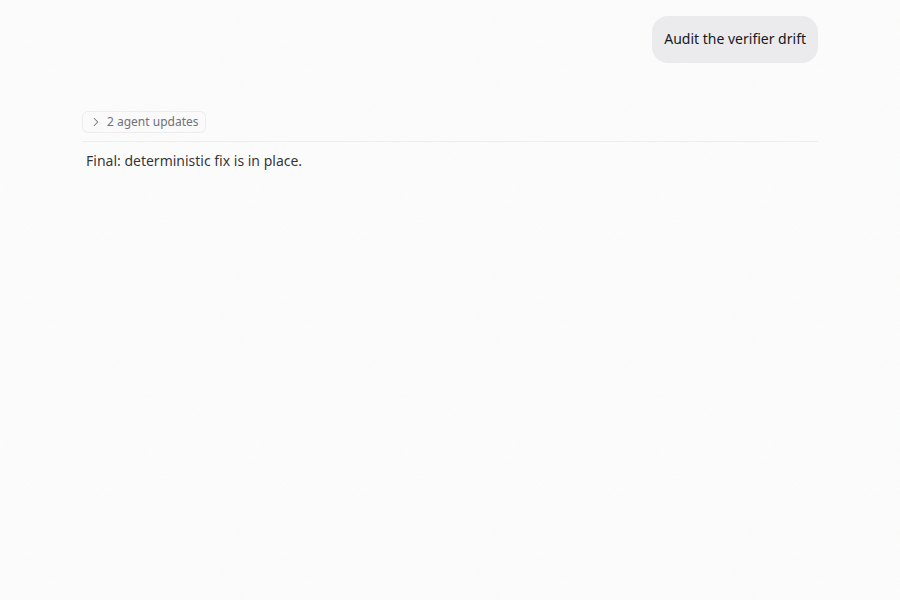 Audit the verifier drift
2 agent updates
Final: deterministic fix is in place.